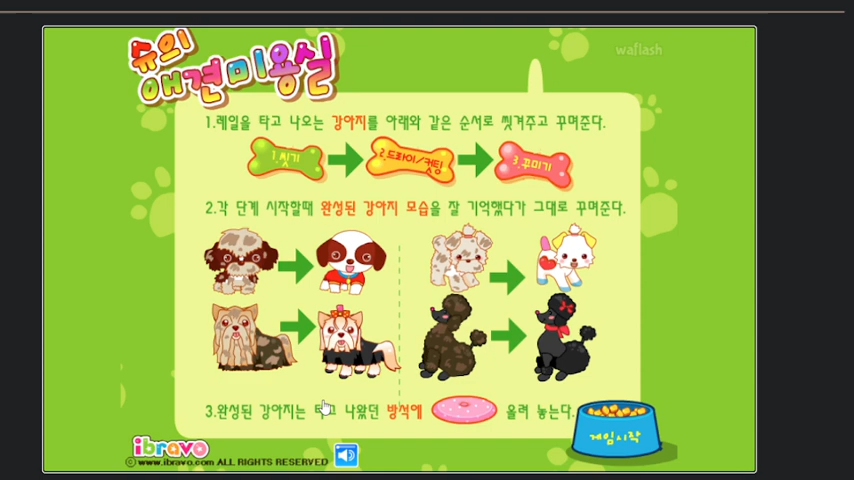 슈의
애견미용실
waflash
1.레일을 타고 나오는 강아지를 아래와 같은 순서로 씻겨주고 꾸며준다.
1.씻기
2.드라이/컷팅
3.꾸미기
2.각 단계 시작할때 완성된 강아지 모습을 잘 기억했다가 그대로 꾸며준다.
3.완성된 강아지는 타고 나왔던 방석에 올려 놓는다.
게임시작
ibravo
© www.ibravo.com ALL RIGHTS RESERVED